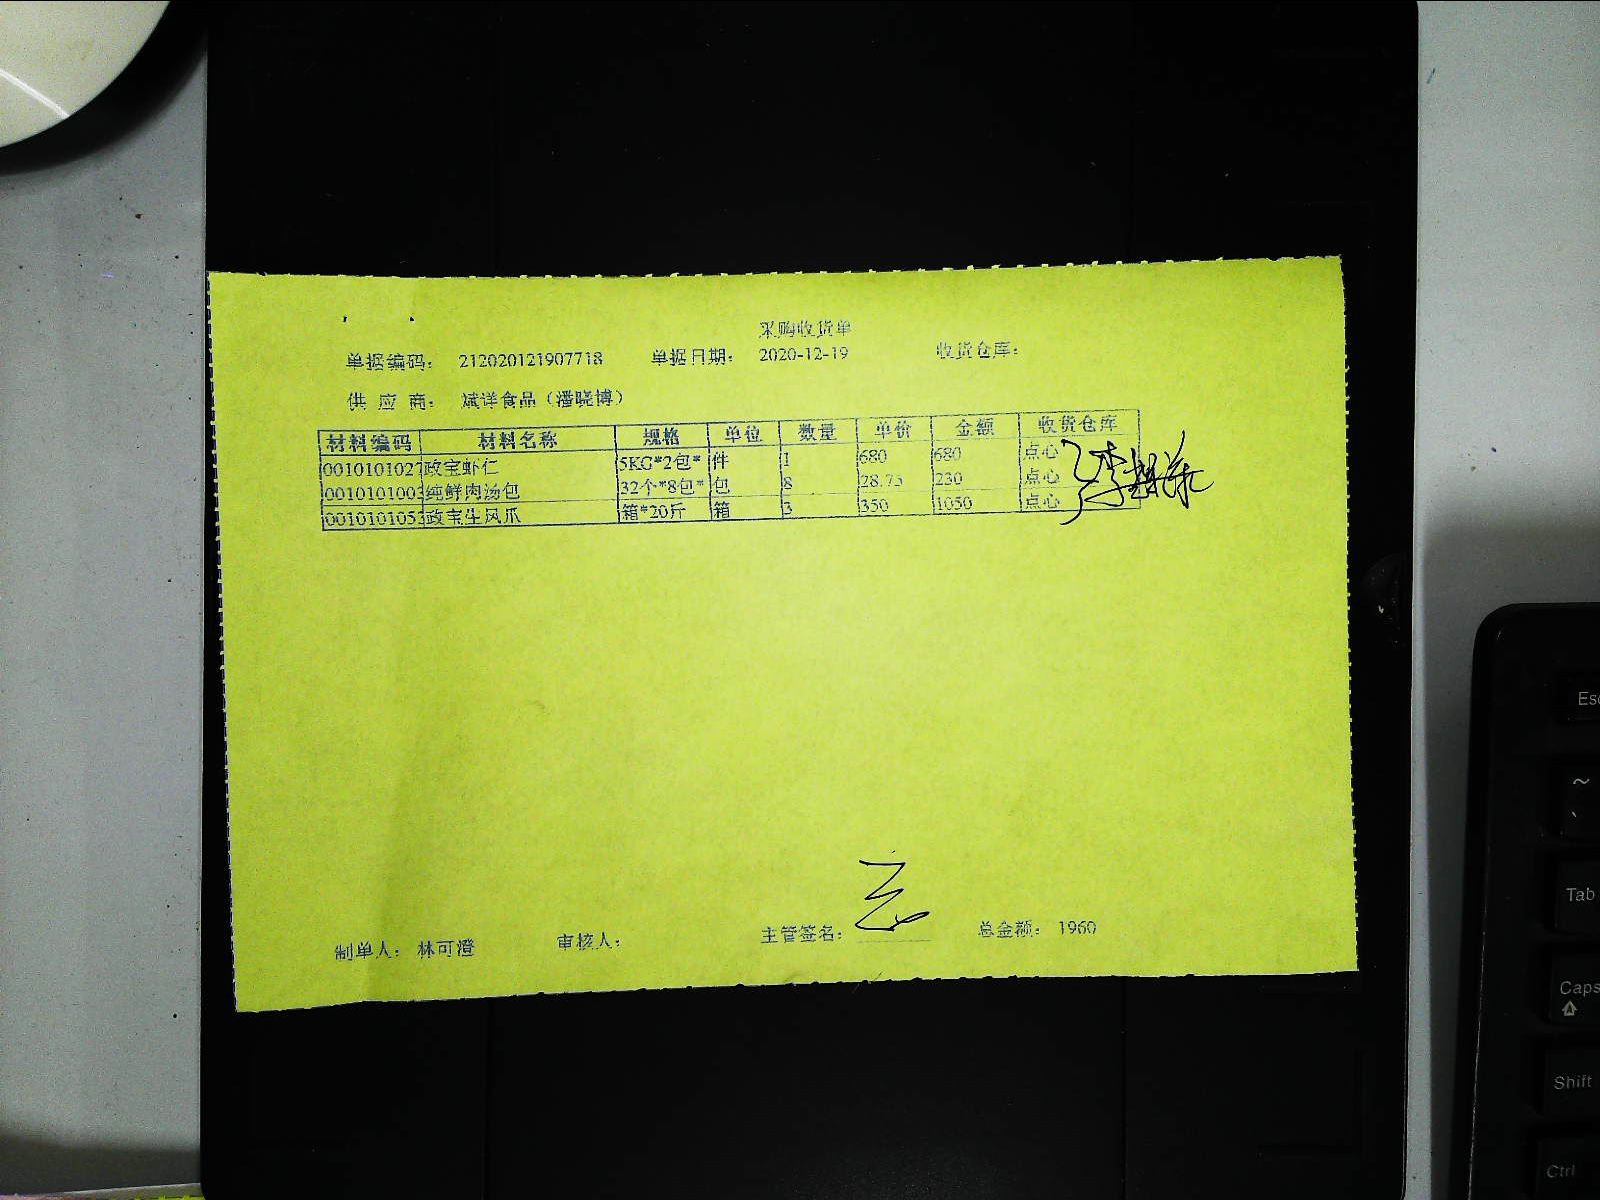 采购收货单
单据编码： 212020121907718 单据日期： 2020-12-19 收货仓库：
供 应 商： 斌洋食品（潘晓博）
材料编码 材料名称 规格 单位 数量 单价 金额 收货仓库
0010101027 政宝虾仁 5KG*2包* 件 1 680 680 点心
0010101003 纯鲜肉汤包 32个*8包* 包 8 28.75 230 点心
0010101053 政宝生凤爪 箱*20斤 箱 3 350 1050 点心
制单人： 林可澄 审核人： 主管签名： 总金额： 1960
Esc
~
`
Tab
Caps
Shift
Ctrl